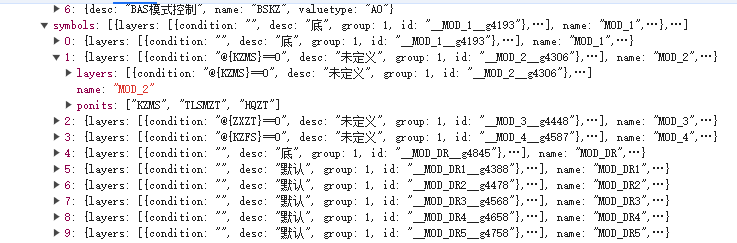 ▶ 6: {desc: "BAS模式控制", name: "BSKZ", valuetype: "AO"}
▼ symbols: [{layers: [{condition: "", desc: "底", group: 1, id: "__MOD_1__g4193"},…], name: "MOD_1",…},…]
▶ 0: {layers: [{condition: "", desc: "底", group: 1, id: "__MOD_1__g4193"},…], name: "MOD_1",…}
▼ 1: {layers: [{condition: "@{KZMS}==0", desc: "未定义", group: 1, id: "__MOD_2__g4306"},…], name: "MOD_2",…}
▶ layers: [{condition: "@{KZMS}==0", desc: "未定义", group: 1, id: "__MOD_2__g4306"},…]
name: "MOD_2"
▶ ponits: ["KZMS", "TLSMZT", "HQZT"]
▶ 2: {layers: [{condition: "@{ZXZT}==0", desc: "未定义", group: 1, id: "__MOD_3__g4448"},…], name: "MOD_3",…}
▶ 3: {layers: [{condition: "@{KZFS}==0", desc: "未定义", group: 1, id: "__MOD_4__g4587"},…], name: "MOD_4",…}
▶ 4: {layers: [{condition: "", desc: "底", group: 1, id: "__MOD_DR__g4845"},…], name: "MOD_DR",…}
▶ 5: {layers: [{condition: "", desc: "默认", group: 1, id: "__MOD_DR1__g4388"},…], name: "MOD_DR1",…}
▶ 6: {layers: [{condition: "", desc: "默认", group: 1, id: "__MOD_DR2__g4478"},…], name: "MOD_DR2",…}
▶ 7: {layers: [{condition: "", desc: "默认", group: 1, id: "__MOD_DR3__g4568"},…], name: "MOD_DR3",…}
▶ 8: {layers: [{condition: "", desc: "默认", group: 1, id: "__MOD_DR4__g4658"},…], name: "MOD_DR4",…}
▶ 9: {layers: [{condition: "", desc: "默认", group: 1, id: "__MOD_DR5__g4758"},…], name: "MOD_DR5",…}